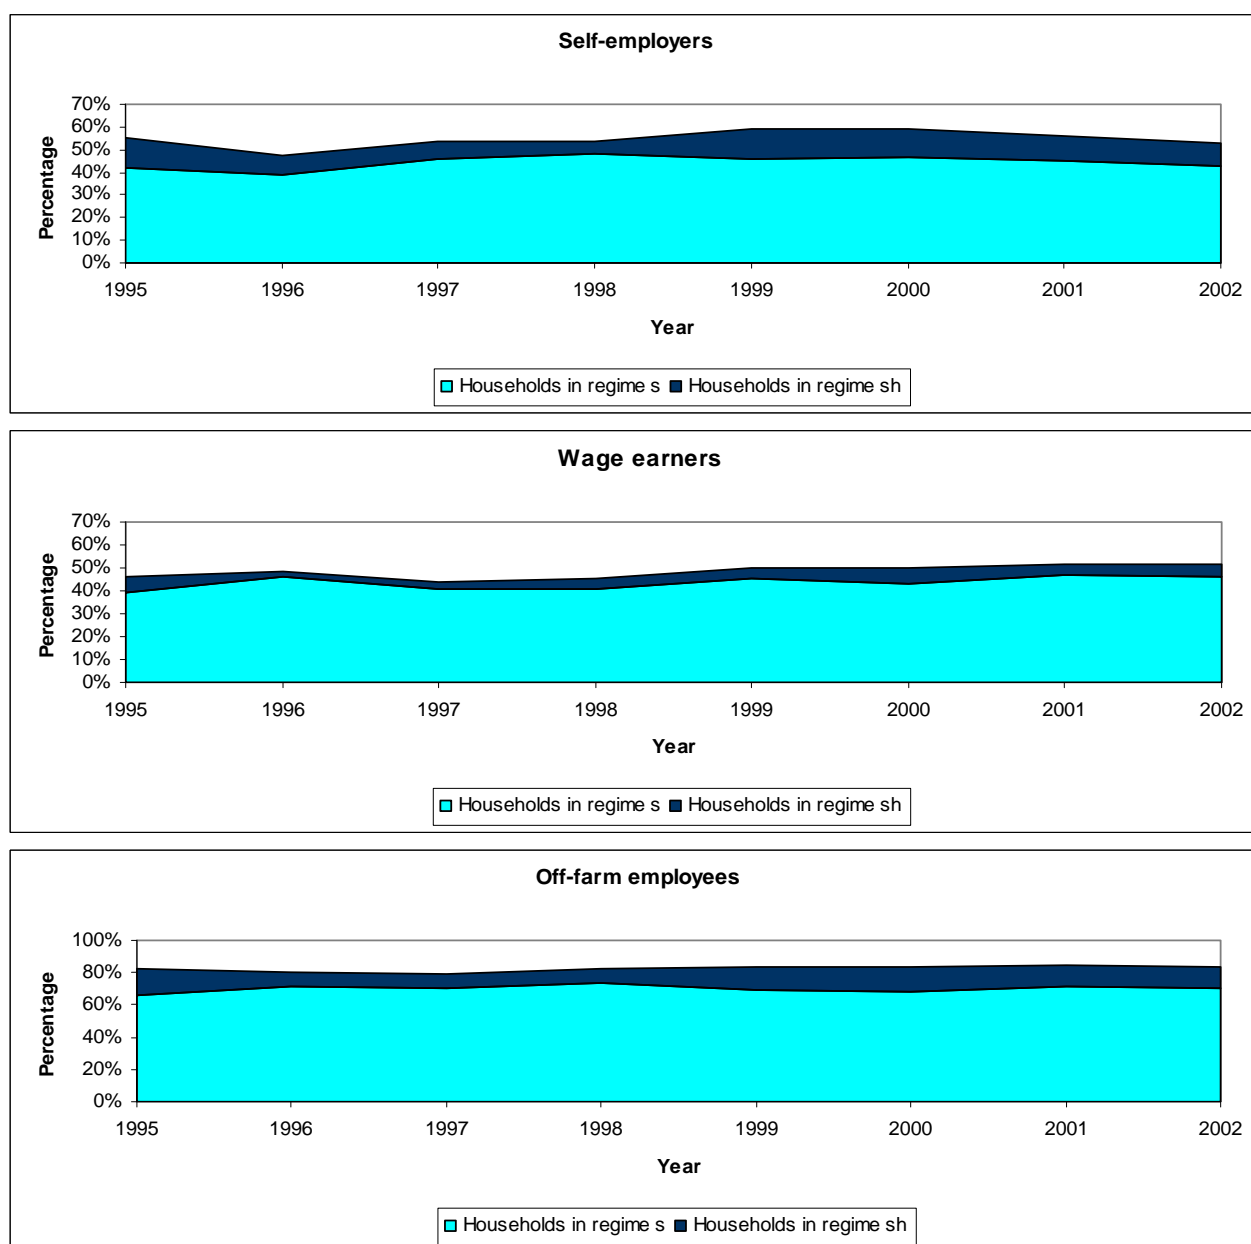 Self-employers
70%
60%
50%
40%
30%
20%
10%
0%
Percentage
1995 1996 1997 1998 1999 2000 2001 2002
Year
Households in regime s Households in regime sh
Wage earners
70%
60%
50%
40%
30%
20%
10%
0%
Percentage
1995 1996 1997 1998 1999 2000 2001 2002
Year
Households in regime s Households in regime sh
Off-farm employees
100%
80%
60%
40%
20%
0%
Percentage
1995 1996 1997 1998 1999 2000 2001 2002
Year
Households in regime s Households in regime sh